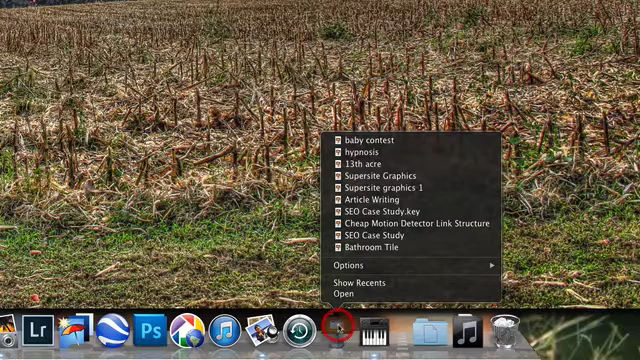 baby contest
hypnosis
13th acre
Supersite Graphics
Supersite graphics 1
Article Writing
SEO Case Study.key
Cheap Motion Detector Link Structure
SEO Case Study
Bathroom Tile
Options
Show Recents
Open
Lr
Ps